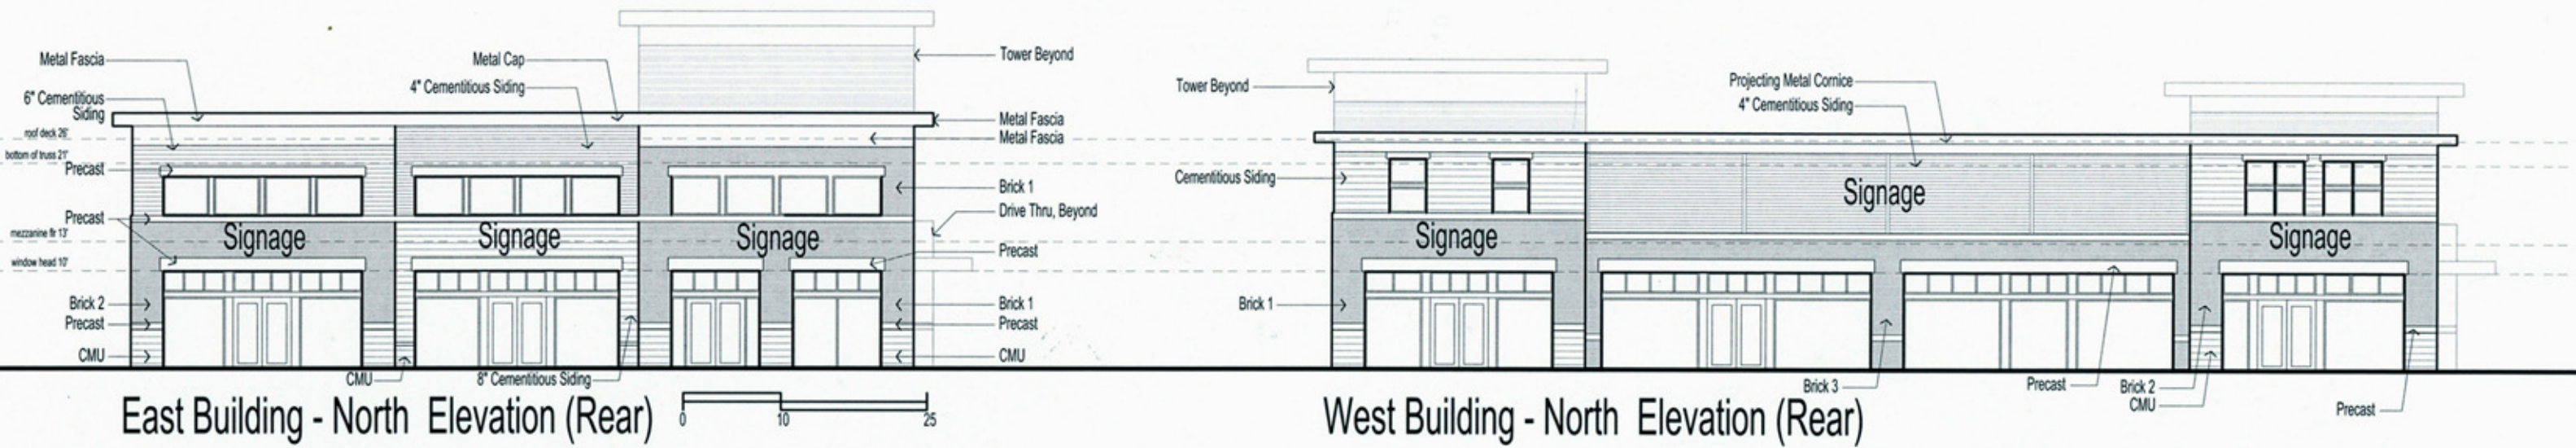 Metal Fascia
6" Cementitious
Siding
roof deck 26'
bottom of truss 21'
Precast
Precast
mezzanine flr 13'
window head 10'
Brick 2
Precast
CMU
Metal Cap
4" Cementitious Siding
Signage
Signage
Signage
CMU
8" Cementitious Siding
Tower Beyond
Metal Fascia
Metal Fascia
Brick 1
Drive Thru, Beyond
Precast
Brick 1
Precast
CMU
East Building - North Elevation (Rear)
0
10
25
Tower Beyond
Projecting Metal Cornice
4" Cementitious Siding
Cementitious Siding
Signage
Signage
Signage
Brick 1
Brick 3
Precast
Brick 2
CMU
Precast
West Building - North Elevation (Rear)